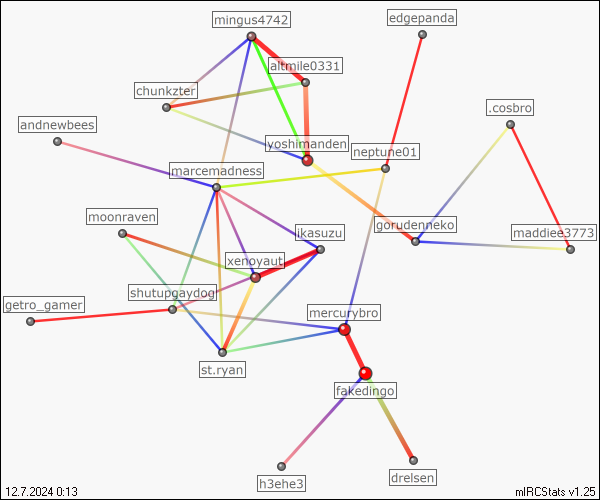 mingus4742
edgepanda
altmile0331
chunkzter
.cosbro
andnewbees
yoshimanden
neptune01
marcemadness
moonraven
gorudenneko
ikasuzu
maddiee3773
xenoyaut
shutupgaydog
getro_gamer
mercurybro
st.ryan
fakedingo
h3ehe3
drelsen
12.7.2024 0:13
mIRCStats v1.25